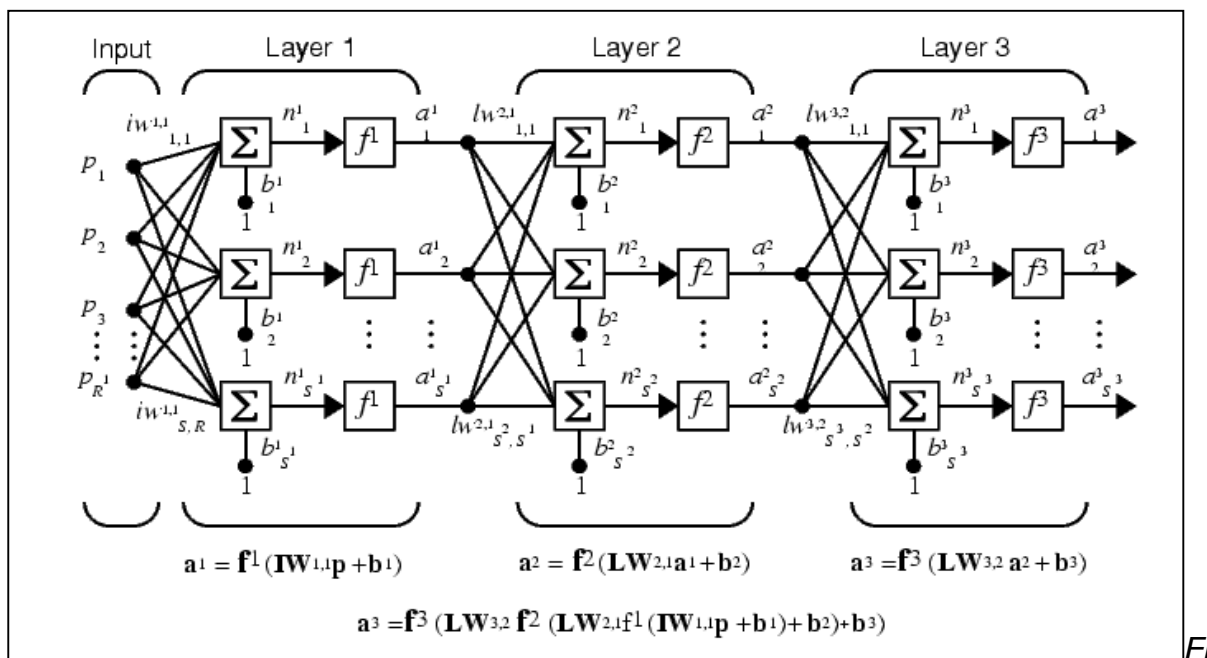 Input Layer 1 Layer 2 Layer 3
iw1,1 1,1 n1 1 a1 1 lw2,1 1,1 n2 1 a2 1 lw3,2 1,1 n3 1 a3 1
Σ f1 Σ f2 Σ f3
p1
b1 1 b2 1 b3 1
1 1 1
p2
n1 2 a1 2 n2 2 a2 2 n3 2 a3 2
Σ f1 Σ f2 Σ f3
p3
b1 2 b2 2 b3 2
1 1 1
pR1
n1 s1 a1 s1 n2 s2 a2 s2 n3 s3 a3 s3
Σ f1 Σ f2 Σ f3
iw1,1 S,R lw2,1 s2,s1 lw3,2 s3,s2
b1 s1 b2 s2 b3 s3
1 1 1
a1 = f1 (IW1,1p +b1) a2 = f2 (LW2,1a1+b2) a3 =f3 (LW3,2 a2+b3)
a3 =f3 (LW3,2 f2 (LW2,1f1(IW1,1p +b1)+b2)+b3)